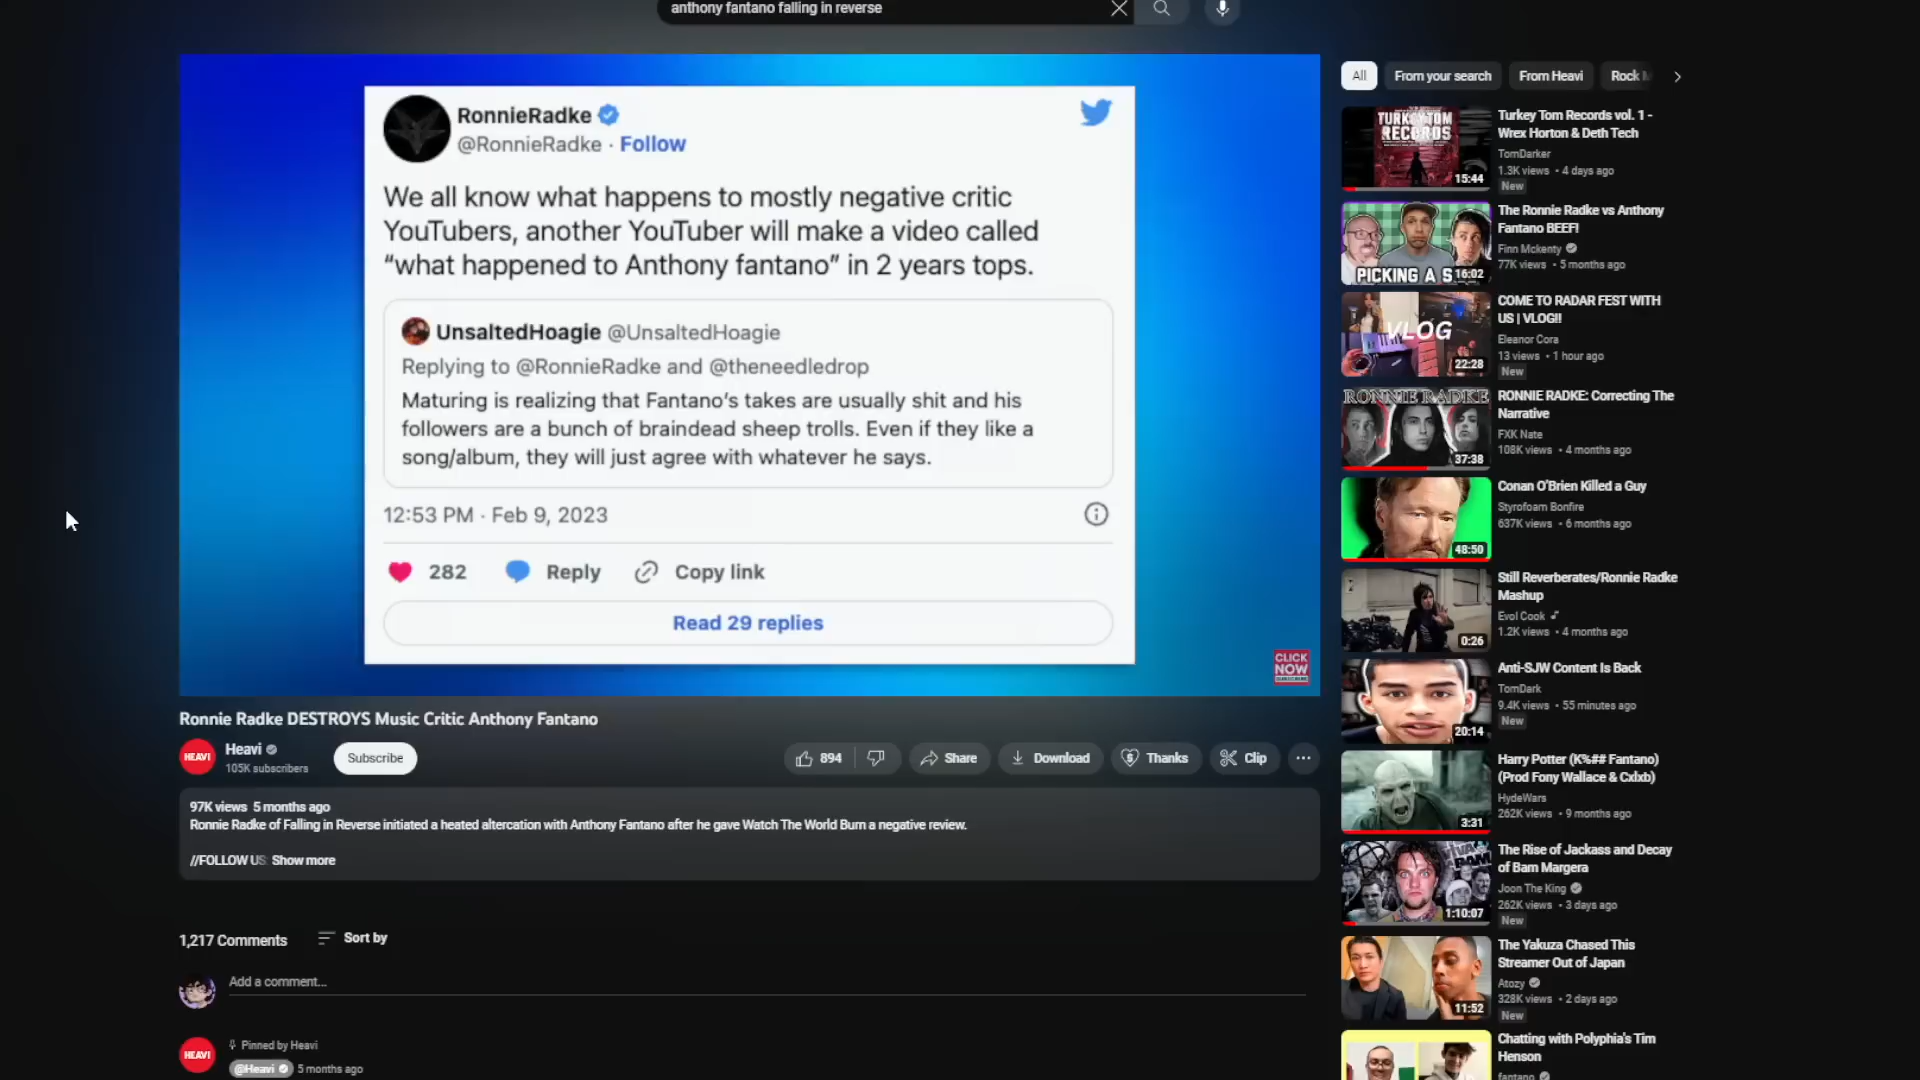 anthony fantano falling in reverse
RonnieRadke
@RonnieRadke · Follow
We all know what happens to mostly negative critic
YouTubers, another YouTuber will make a video called
“what happened to Anthony fantano” in 2 years tops.
UnsaltedHoagie @UnsaltedHoagie
Replying to @RonnieRadke and @theneedledrop
Maturing is realizing that Fantano’s takes are usually shit and his
followers are a bunch of braindead sheep trolls. Even if they like a
song/album, they will just agree with whatever he says.
12:53 PM · Feb 9, 2023
282 Reply Copy link
Read 29 replies
CLICK
NOW
Ronnie Radke DESTROYS Music Critic Anthony Fantano
HEAVI
Heavi
105K subscribers
Subscribe
894 Share Download Thanks Clip
97K views 5 months ago
Ronnie Radke of Falling in Reverse initiated a heated altercation with Anthony Fantano after he gave Watch The World Burn a negative review.
//FOLLOW US Show more
1,217 Comments Sort by
Add a comment...
HEAVI
Pinned by Heavi
@Heavi 5 months ago
All From your search From Heavi Rock
TURKEY TOM
RECORDS
15:44
Turkey Tom Records vol. 1 -
Wrex Horton & Deth Tech
TomDarker
1.3K views • 4 days ago
New
PICKING A S
16:02
The Ronnie Radke vs Anthony
Fantano BEEF!
Finn Mckenty
77K views • 5 months ago
VLOG
22:28
COME TO RADAR FEST WITH
US | VLOG!!
Eleanor Cora
13 views • 1 hour ago
New
RONNIE RADKE
37:38
RONNIE RADKE: Correcting The
Narrative
FXK Nate
108K views • 4 months ago
48:50
Conan O'Brien Killed a Guy
Styrofoam Bonfire
637K views • 6 months ago
0:26
Still Reverberates/Ronnie Radke
Mashup
Evol Cook
1.2K views • 4 months ago
20:14
Anti-SJW Content Is Back
TomDark
9.4K views • 55 minutes ago
New
3:31
Harry Potter (K%## Fantano)
(Prod Fony Wallace & Cxlxb)
HydeWars
262K views • 9 months ago
1:10:07
The Rise of Jackass and Decay
of Bam Margera
Joon The King
262K views • 3 days ago
New
11:52
The Yakuza Chased This
Streamer Out of Japan
Atozy
328K views • 2 days ago
New
Chatting with Polyphia's Tim
Henson
fantano